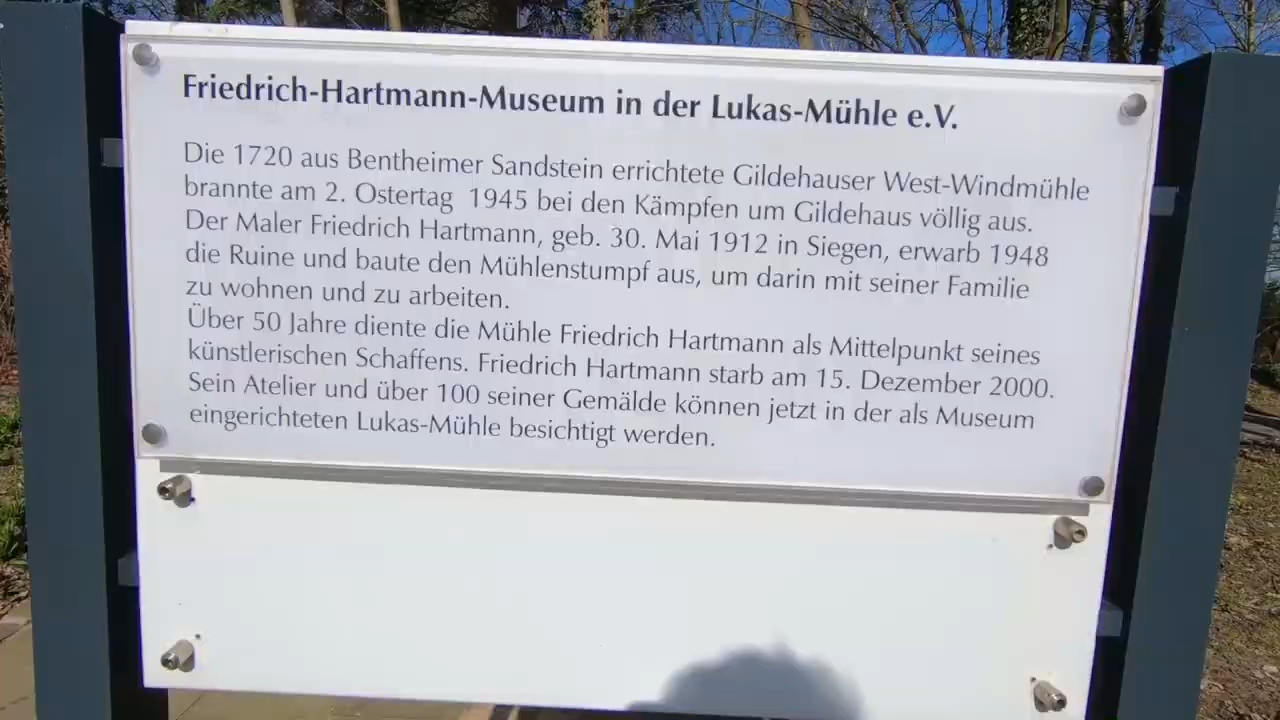 Friedrich-Hartmann-Museum in der Lukas-Mühle e.V.
Die 1720 aus Bentheimer Sandstein errichtete Gildehauser West-Windmühle
brannte am 2. Ostertag 1945 bei den Kämpfen um Gildehaus völlig aus.
Der Maler Friedrich Hartmann, geb. 30. Mai 1912 in Siegen, erwarb 1948
die Ruine und baute den Mühlenstumpf aus, um darin mit seiner Familie
zu wohnen und zu arbeiten.
Über 50 Jahre diente die Mühle Friedrich Hartmann als Mittelpunkt seines
künstlerischen Schaffens. Friedrich Hartmann starb am 15. Dezember 2000.
Sein Atelier und über 100 seiner Gemälde können jetzt in der als Museum
eingerichteten Lukas-Mühle besichtigt werden.